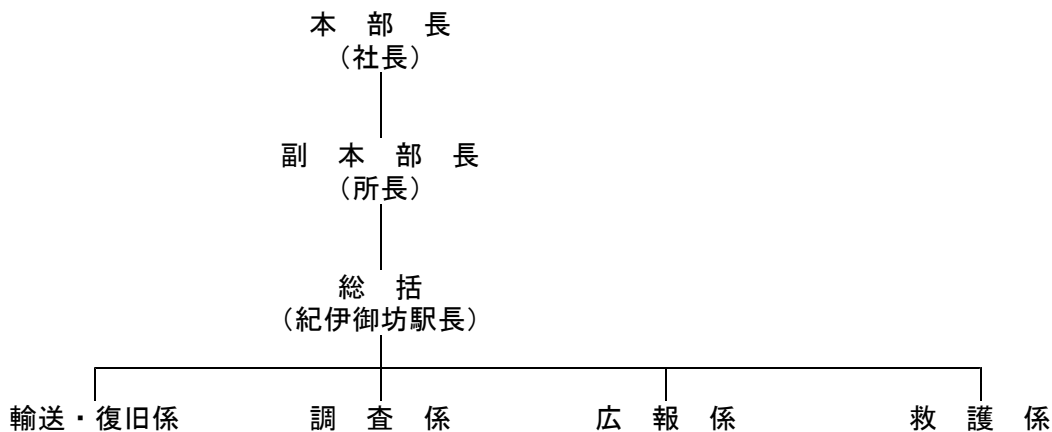 本　部　長
（社長）
副　本　部　長
（所長）
総　括
（紀伊御坊駅長）
輸送・復旧係　調　査　係　広　報　係　救　護　係